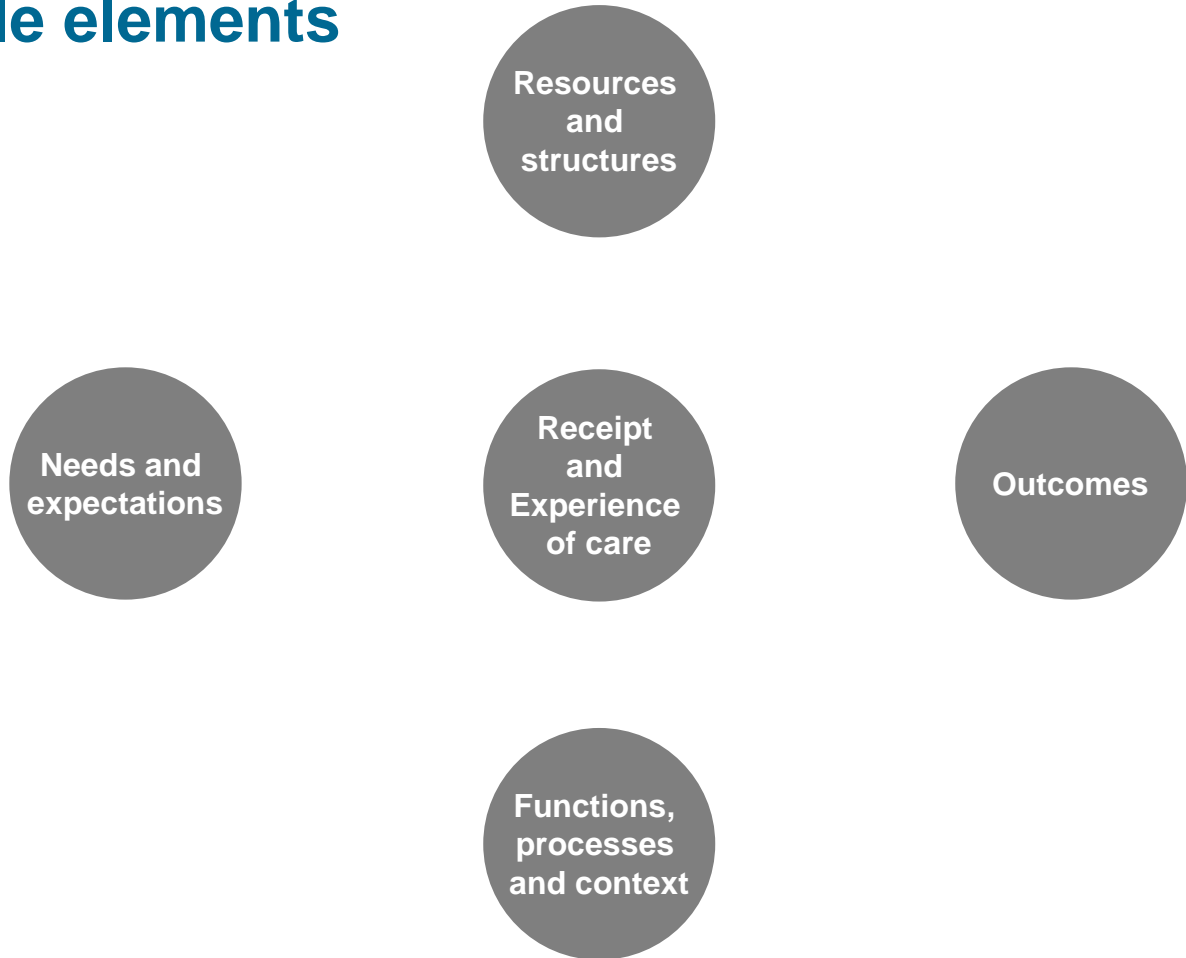 le elements
Resources
and
structures
Needs and
expectations
Receipt
and
Experience
of care
Outcomes
Functions,
processes
and context